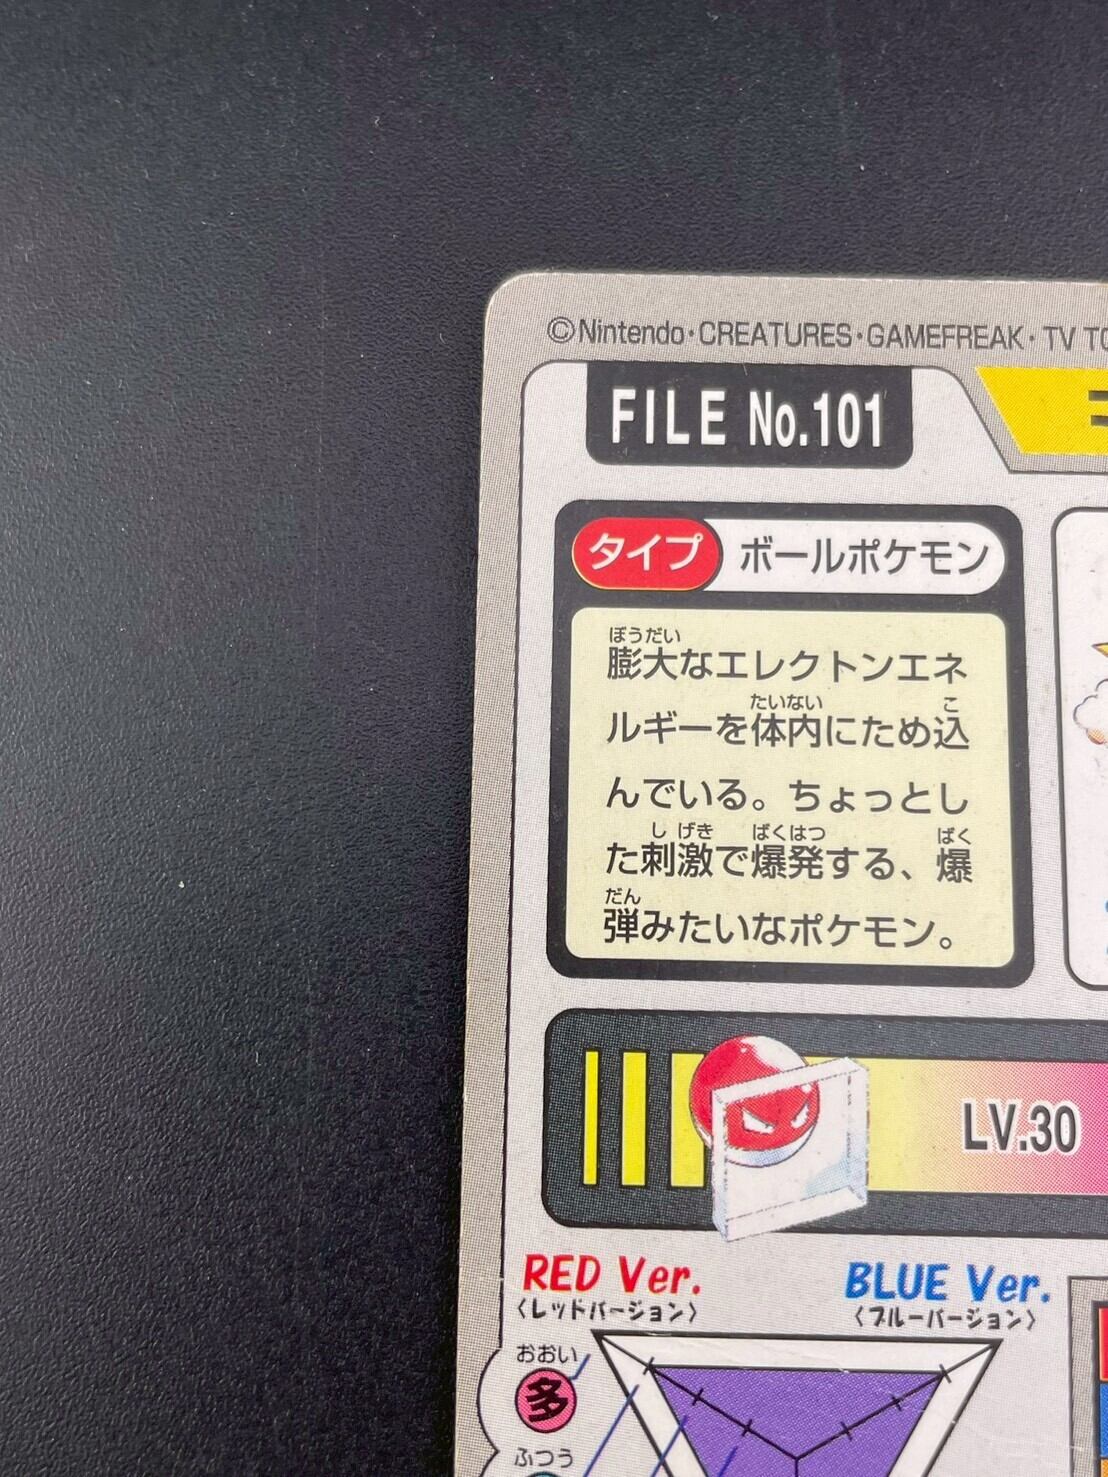 ©Nintendo・CREATURES・GAMEFREAK・TV
FILE No.101
タイプ ボールポケモン
ぼうだい
膨大なエレクトンエネ
たいない こ
ルギーを体内にため込
んでいる。ちょっとし
しげき ばくはつ ばく
た刺激で爆発する、爆
だん
弾みたいなポケモン。
LV.30
RED Ver.
〈レッドバージョン〉
BLUE Ver.
〈ブルーバージョン〉
おおい
多
ふつう